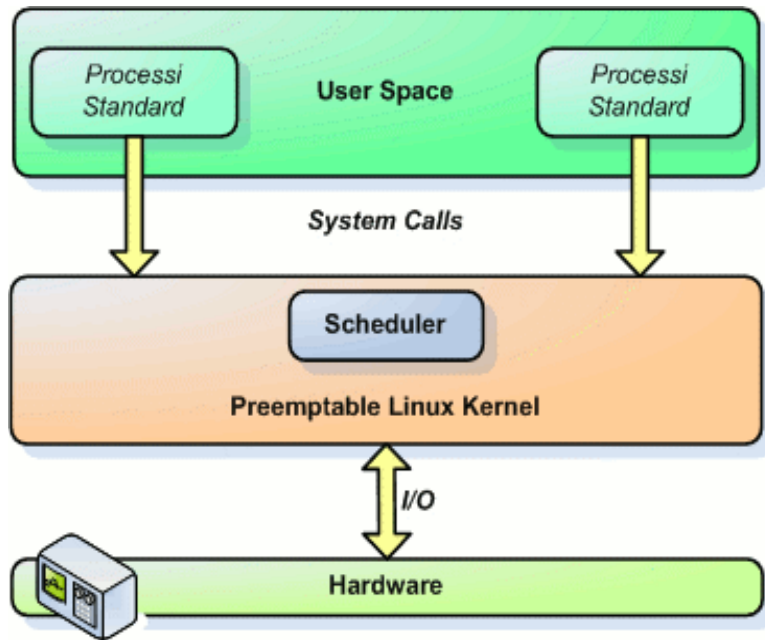 Processi
Standard
User Space
Processi
Standard
System Calls
Scheduler
Preemptable Linux Kernel
I/O
Hardware